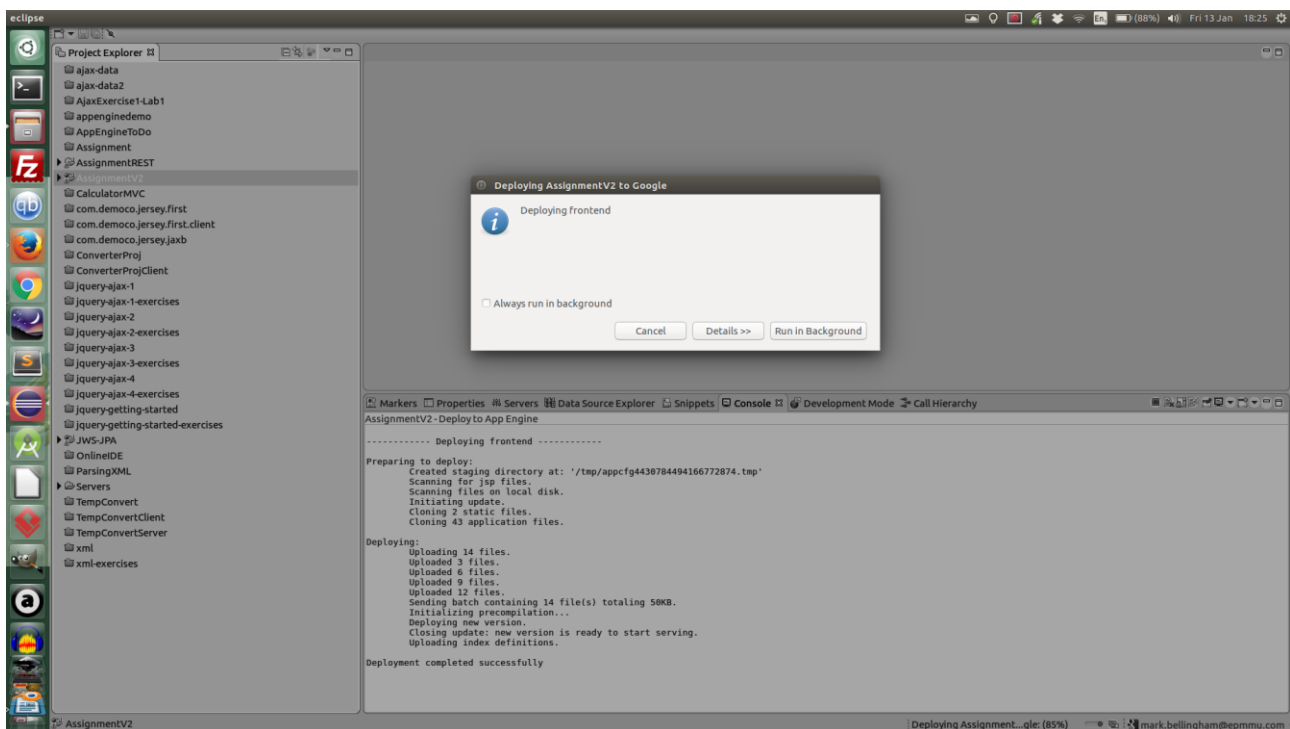 eclipse
En
(88%)
Fri 13 Jan 18:25
Project Explorer
ajax-data
ajax-data2
AjaxExercise1-Lab1
appenginedemo
AppEngineToDo
Assignment
AssignmentREST
AssignmentV2
CalculatorMVC
com.democo.jersey.first
com.democo.jersey.first.client
com.democo.jersey.jaxb
ConverterProj
ConverterProjClient
jquery-ajax-1
jquery-ajax-1-exercises
jquery-ajax-2
jquery-ajax-2-exercises
jquery-ajax-3
jquery-ajax-3-exercises
jquery-ajax-4
jquery-ajax-4-exercises
jquery-getting-started
jquery-getting-started-exercises
JWS-JPA
OnlineIDE
ParsingXML
Servers
TempConvert
TempConvertClient
TempConvertServer
xml
xml-exercises
Deploying AssignmentV2 to Google
Deploying frontend
Always run in background
Cancel Details >> Run in Background
Markers Properties Servers Data Source Explorer Snippets Console Development Mode Call Hierarchy
AssignmentV2 - Deploy to App Engine
------------ Deploying frontend ------------
Preparing to deploy:
Created staging directory at: '/tmp/appcfg4430784494166772874.tmp'
Scanning for jsp files.
Scanning files on local disk.
Initiating update.
Cloning 2 static files.
Cloning 43 application files.
Deploying:
Uploading 14 files.
Uploaded 3 files.
Uploaded 6 files.
Uploaded 9 files.
Uploaded 12 files.
Sending batch containing 14 file(s) totaling 50KB.
Initializing precompilation...
Deploying new version.
Closing update: new version is ready to start serving.
Uploading index definitions.
Deployment completed successfully
AssignmentV2
Deploying Assignment...gle: (85%)
mark.bellingham@epmmu.com